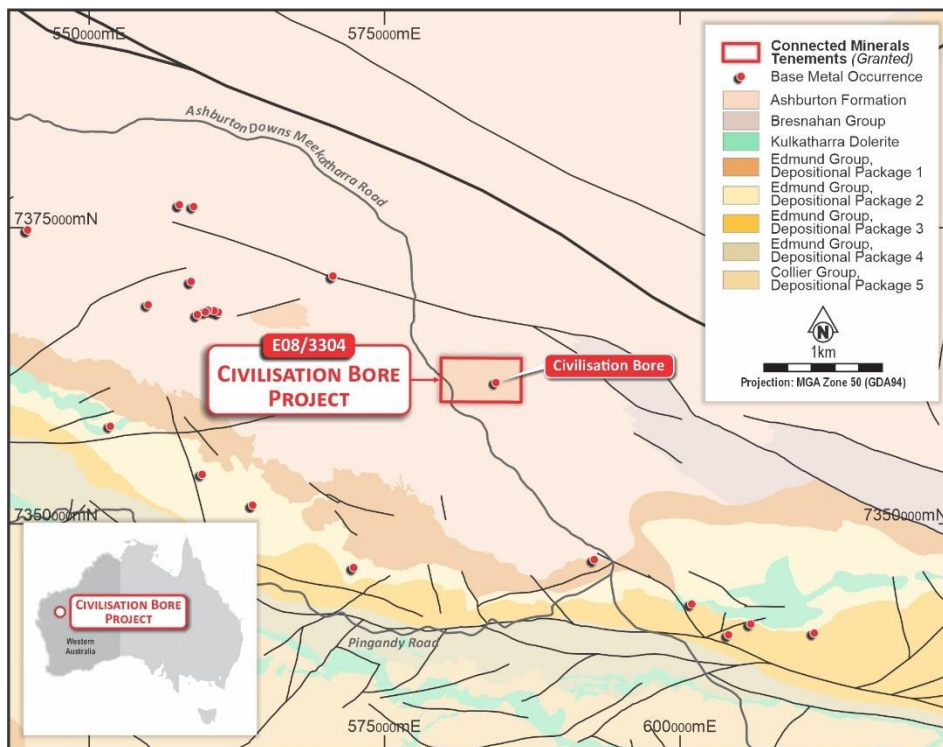 550000mE
575000mE
Connected Minerals
Tenements (Granted)
Base Metal Occurrence
Ashburton Formation
Bresnahan Group
Kulkatharra Dolerite
Edmund Group,
Depositional Package 1
Edmund Group,
Depositional Package 2
Edmund Group,
Depositional Package 3
Edmund Group,
Depositional Package 4
Collier Group,
Depositional Package 5
N
1km
Projection: MGA Zone 50 (GDA94)
Ashburton Downs Meekatharra Road
7375000mN
E08/3304
CIVILISATION BORE
PROJECT
Civilisation Bore
7350000mN
7350000mN
CIVILISATION BORE
PROJECT
Western
Australia
Pingandy Road
575000mE
600000mE